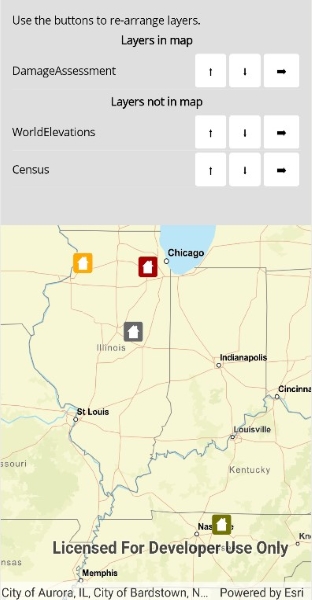 Use the buttons to re-arrange layers.
Layers in map
DamageAssessment
Layers not in map
WorldElevations
Census
Chicago
Illinois
Indianapolis
Cincinna
St Louis
Louisville
ssouri
Kentucky
Kn
Licensed For Developer Use Only
nsas
Memphis
City of Aurora, IL, City of Bardstown, N... Powered by Esri